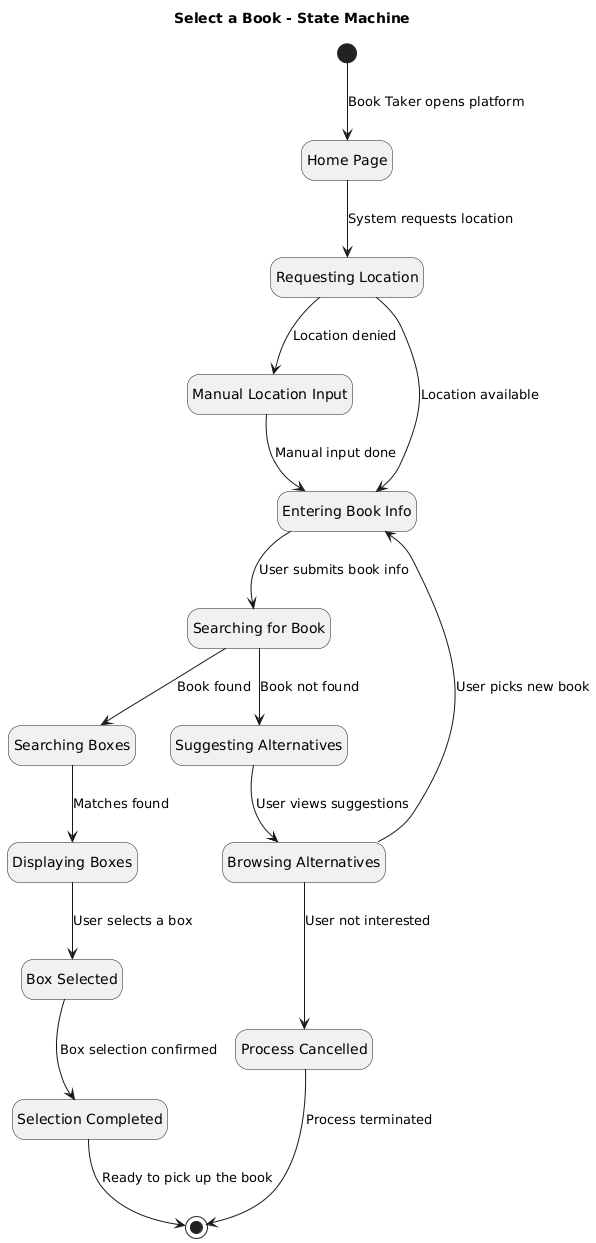 Select a Book - State Machine
Book Taker opens platform
Home Page
System requests location
Requesting Location
Location denied
Manual Location Input
Location available
Manual input done
Entering Book Info
User submits book info
Searching for Book
Book found
Book not found
User picks new book
Searching Boxes
Suggesting Alternatives
Matches found
User views suggestions
Displaying Boxes
Browsing Alternatives
User selects a box
User not interested
Box Selected
Box selection confirmed
Process Cancelled
Selection Completed
Process terminated
Ready to pick up the book